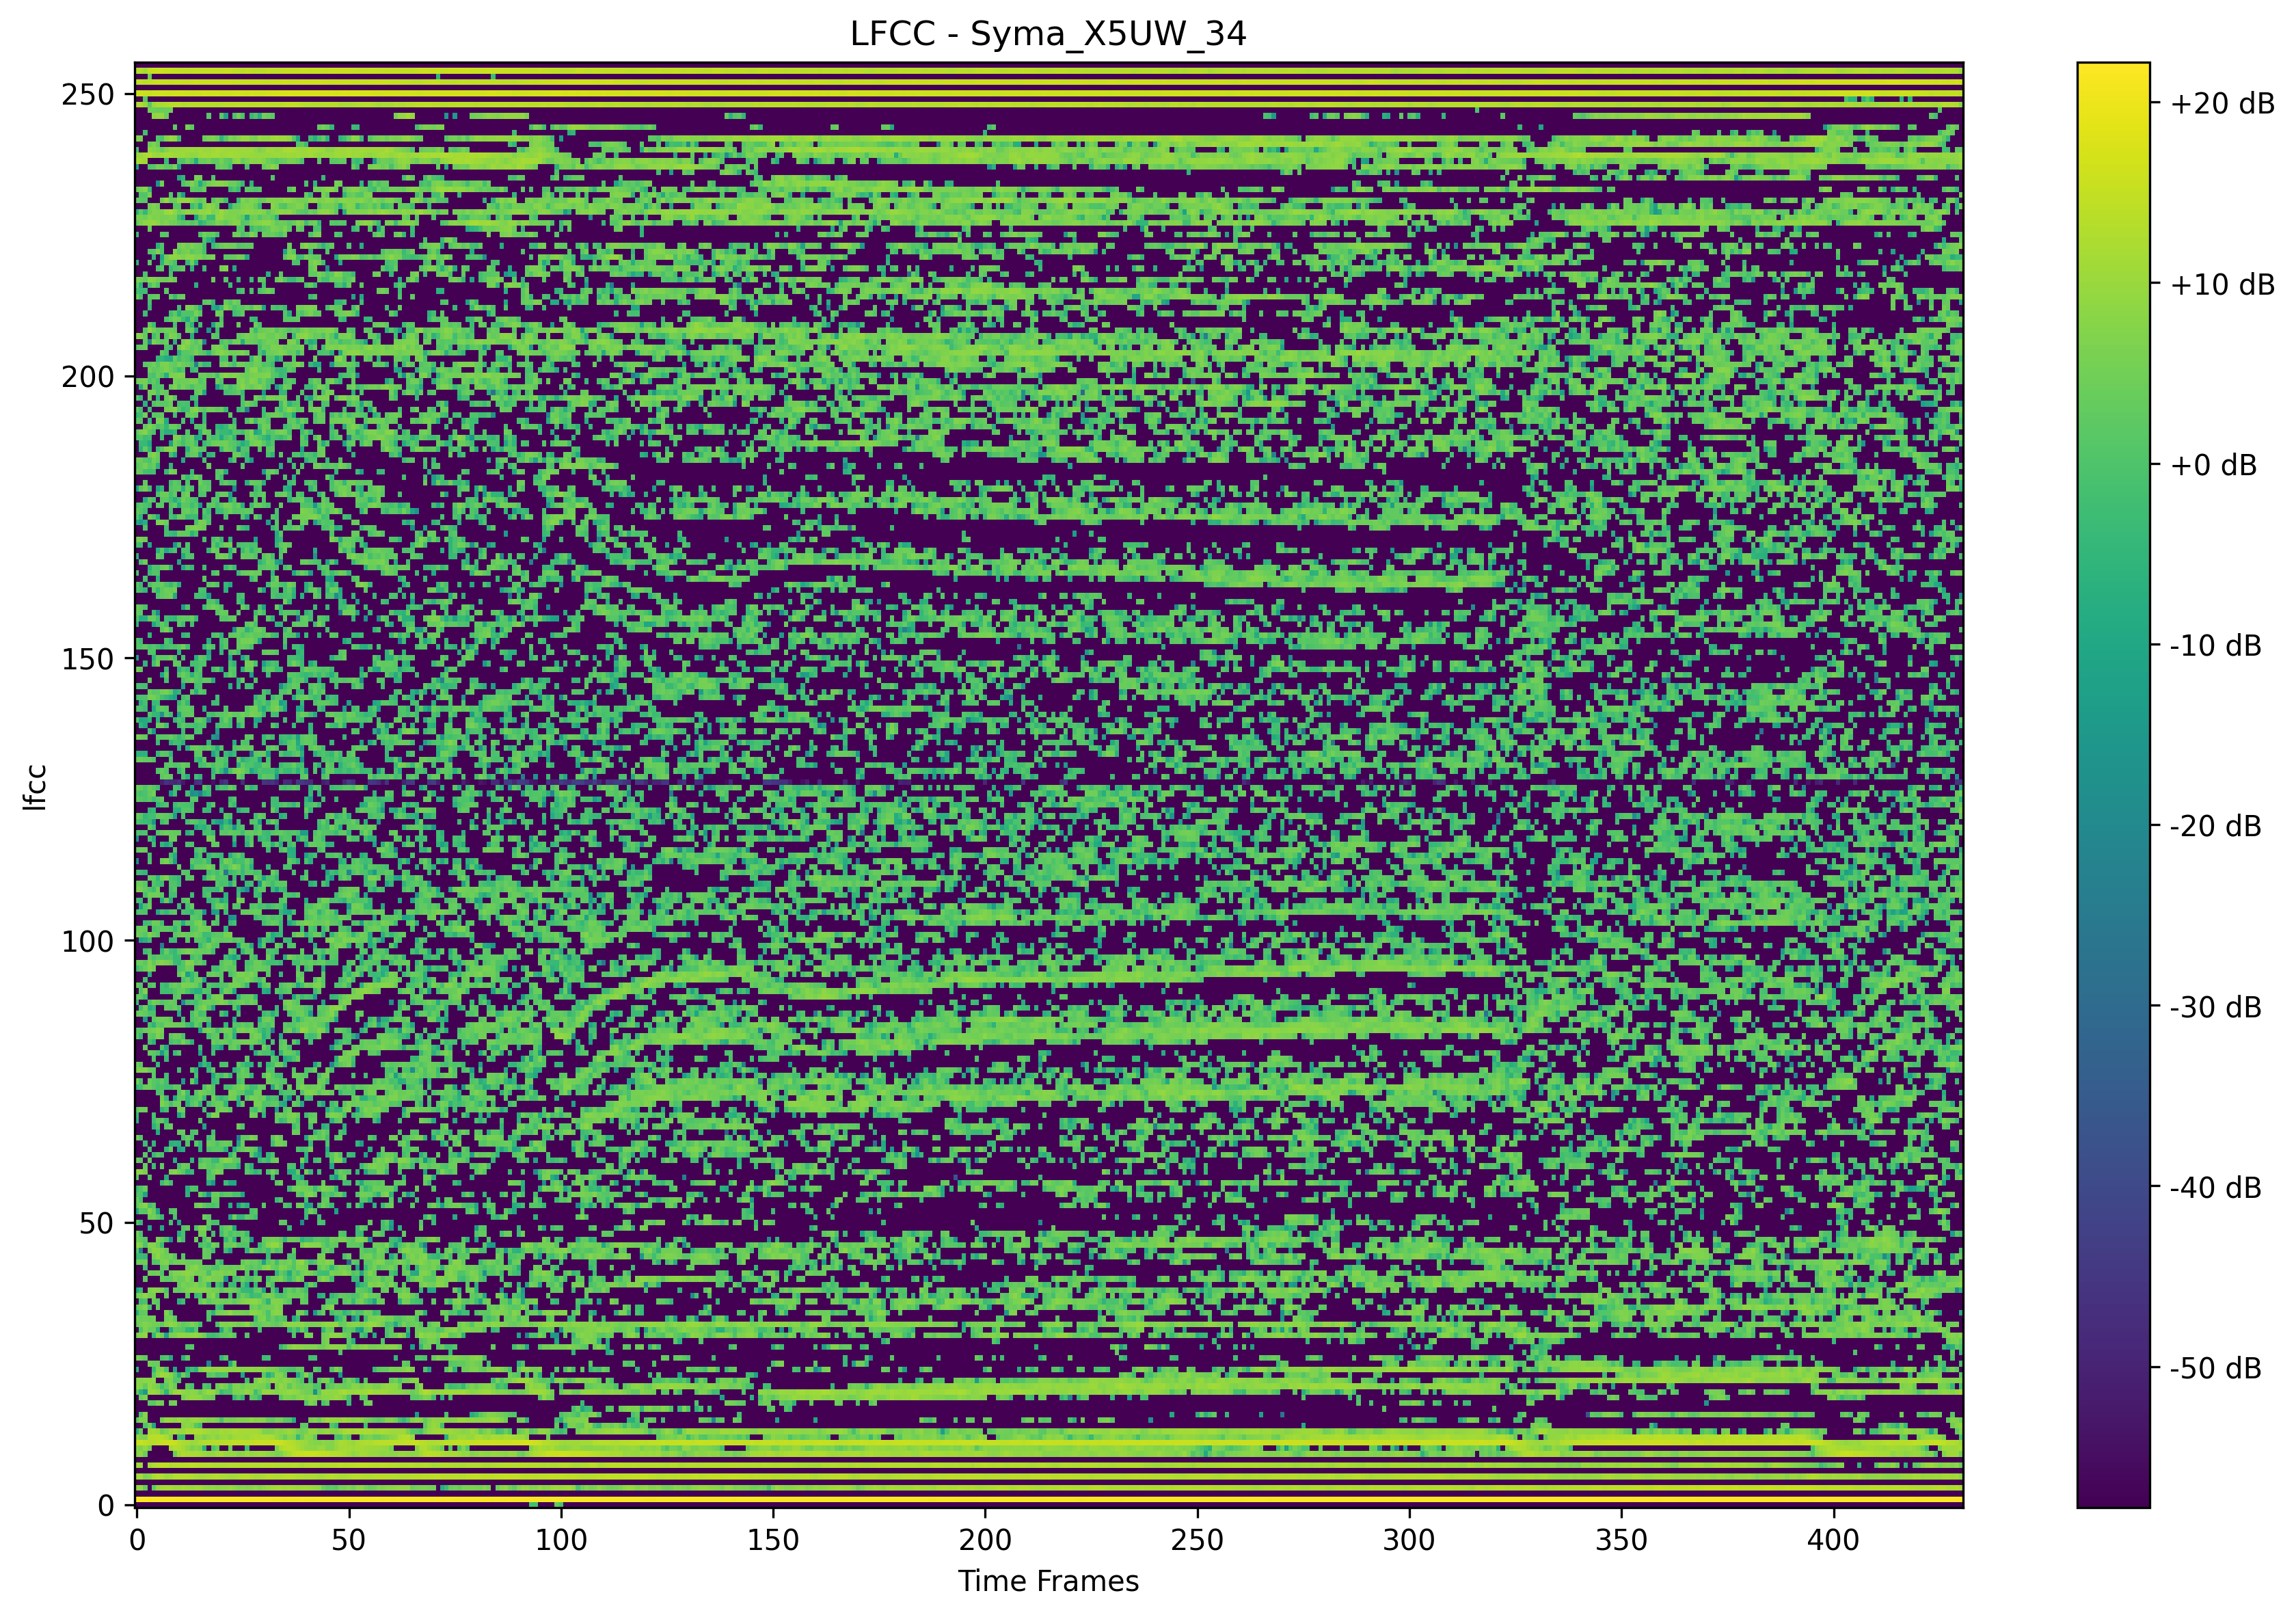 LFCC - Syma_X5UW_34
250
200
150
100
50
0
lfcc
0 50 100 150 200 250 300 350 400
Time Frames
+20 dB
+10 dB
+0 dB
-10 dB
-20 dB
-30 dB
-40 dB
-50 dB